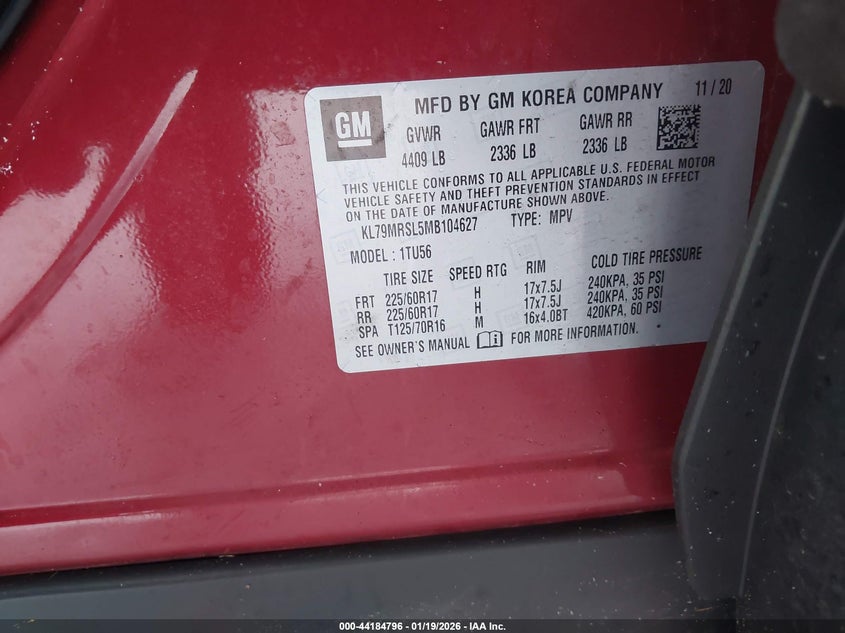 GM
MFD BY GM KOREA COMPANY 11/20
GVWR GAWR FRT GAWR RR
4409 LB 2336 LB 2336 LB
THIS VEHICLE CONFORMS TO ALL APPLICABLE U.S. FEDERAL MOTOR
VEHICLE SAFETY AND THEFT PREVENTION STANDARDS IN EFFECT
ON THE DATE OF MANUFACTURE SHOWN ABOVE.
KL79MRSL5MB104627 TYPE: MPV
MODEL : 1TU56
TIRE SIZE SPEED RTG RIM COLD TIRE PRESSURE
FRT 225/60R17 H 17x7.5J 240KPA, 35 PSI
RR 225/60R17 H 17x7.5J 240KPA, 35 PSI
SPA T125/70R16 M 16x4.0BT 420KPA, 60 PSI
SEE OWNER'S MANUAL FOR MORE INFORMATION.
000-44184796 - 01/19/2026 - IAA Inc.